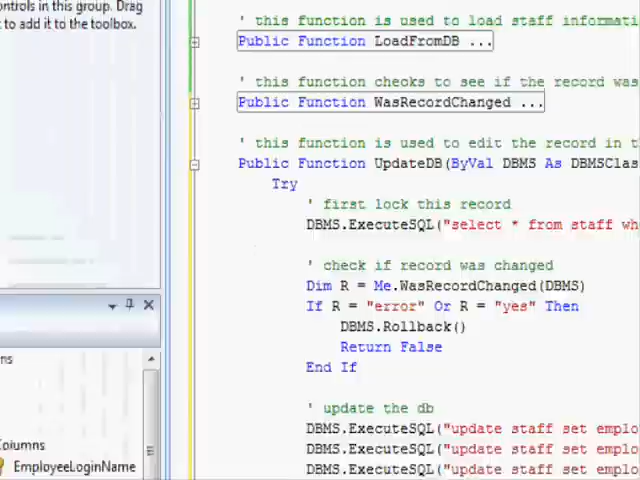 ontrols in this group. Drag
t to add it to the toolbox.
ns
Columns
EmployeeLoginName
' this function is used to load staff informati
Public Function LoadFromDB ...
' this function checks to see if the record was
Public Function WasRecordChanged ...
' this function is used to edit the record in t
Public Function UpdateDB(ByVal DBMS As DBMSClas
Try
' first lock this record
DBMS.ExecuteSQL("select * from staff wh
' check if record was changed
Dim R = Me.WasRecordChanged(DBMS)
If R = "error" Or R = "yes" Then
DBMS.Rollback()
Return False
End If
' update the db
DBMS.ExecuteSQL("update staff set emplo
DBMS.ExecuteSQL("update staff set emplo
DBMS.ExecuteSQL("update staff set emplo